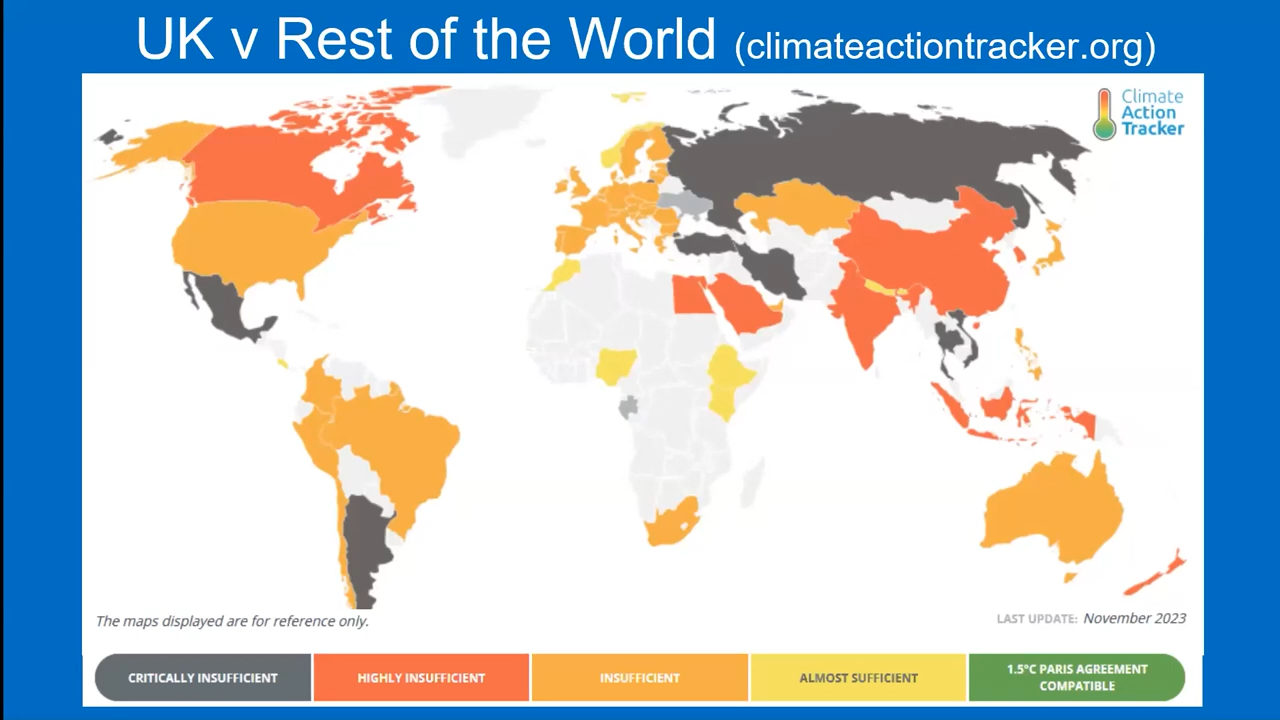 UK v Rest of the World (climateactiontracker.org)
Climate
Action
Tracker
The maps displayed are for reference only.
LAST UPDATE: November 2023
CRITICALLY INSUFFICIENT
HIGHLY INSUFFICIENT
INSUFFICIENT
ALMOST SUFFICIENT
1.5°C PARIS AGREEMENT
COMPATIBLE